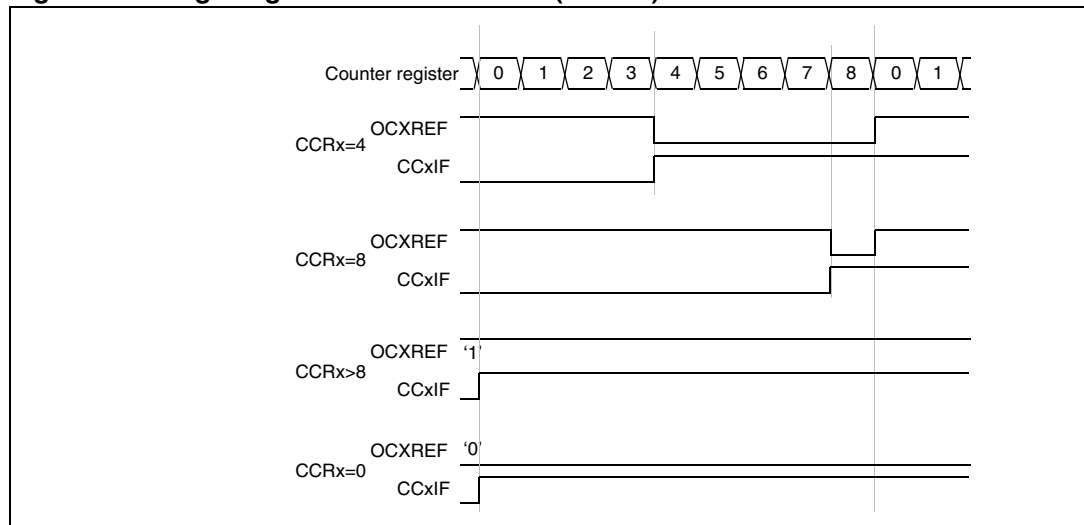 Counter register 0 1 2 3 4 5 6 7 8 0 1
OCXREF
CCRx=4
CCxIF
OCXREF
CCRx=8
CCxIF
OCXREF '1'
CCRx>8
CCxIF
OCXREF '0'
CCRx=0
CCxIF